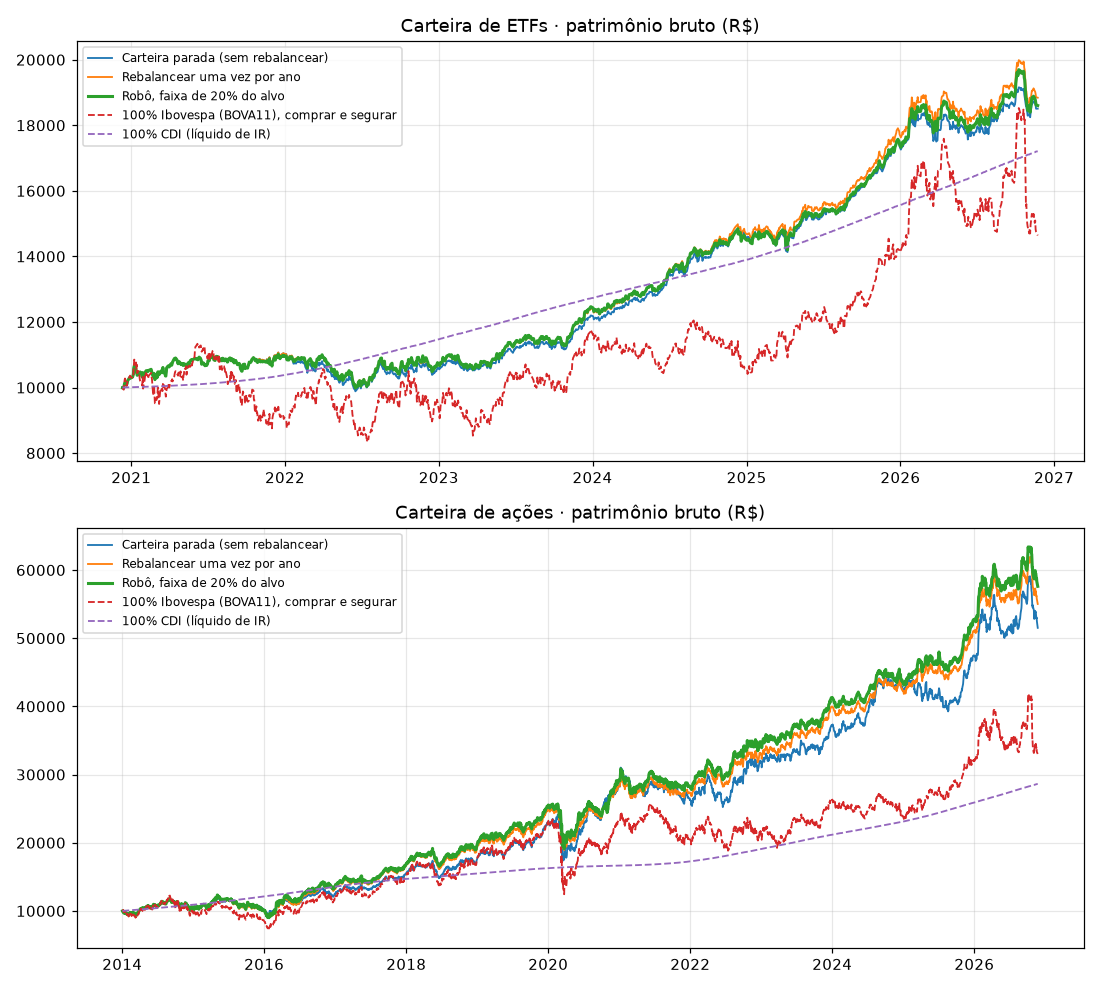 Carteira de ETFs · patrimônio bruto (R$)
Carteira parada (sem rebalancear)
Rebalancear uma vez por ano
Robô, faixa de 20% do alvo
100% Ibovespa (BOVA11), comprar e segurar
100% CDI (líquido de IR)
20000
18000
16000
14000
12000
10000
8000
2021 2022 2023 2024 2025 2026 2027
Carteira de ações · patrimônio bruto (R$)
Carteira parada (sem rebalancear)
Rebalancear uma vez por ano
Robô, faixa de 20% do alvo
100% Ibovespa (BOVA11), comprar e segurar
100% CDI (líquido de IR)
60000
50000
40000
30000
20000
10000
2014 2016 2018 2020 2022 2024 2026